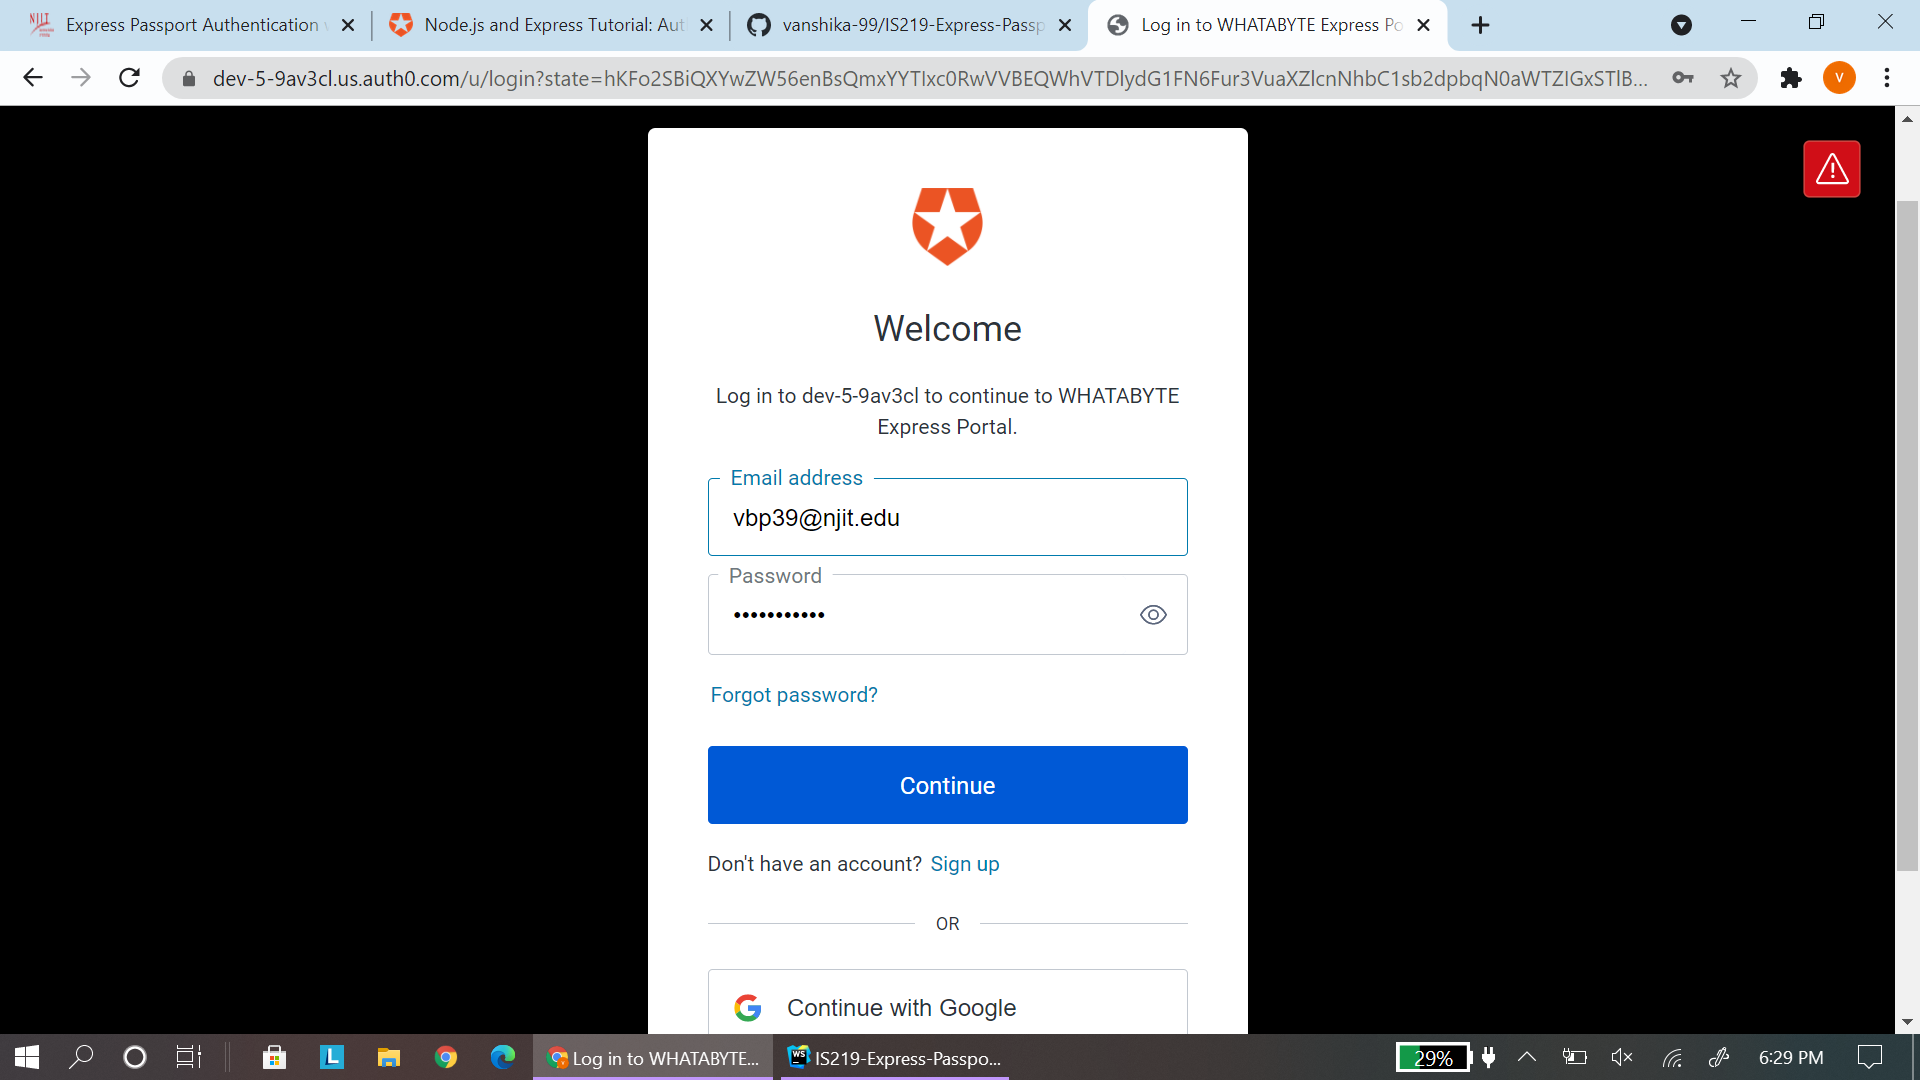 Express Passport Authentication
Node.js and Express Tutorial: Aut
vanshika-99/IS219-Express-Passp
Log in to WHATABYTE Express Po
dev-5-9av3cl.us.auth0.com/u/login?state=hKFo2SBiQXYwZW56enBsQmxYYTIxc0RwVVBEQWhVTDlydG1FN6Fur3VuaXZlcnNhbC1sb2dpbqN0aWTZIGxSTlB...
V
Welcome
Log in to dev-5-9av3cl to continue to WHATABYTE
Express Portal.
Email address
vbp39@njit.edu
Password
Forgot password?
Continue
Don't have an account? Sign up
OR
Continue with Google
L
Log in to WHATABYTE...
WS
IS219-Express-Passpo...
29%
6:29 PM